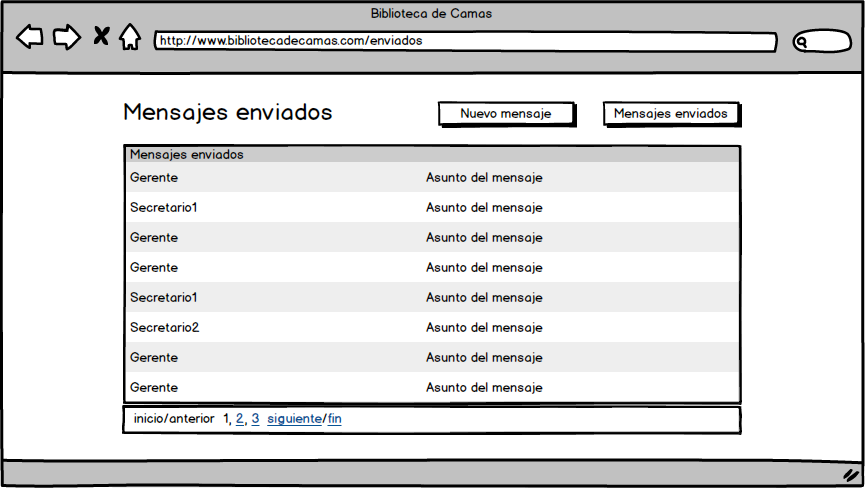 Biblioteca de Camas
http://www.bibliotecadecamas.com/enviados
Mensajes enviados Nuevo mensaje Mensajes enviados
Mensajes enviados
Gerente Asunto del mensaje
Secretario1 Asunto del mensaje
Gerente Asunto del mensaje
Gerente Asunto del mensaje
Secretario1 Asunto del mensaje
Secretario2 Asunto del mensaje
Gerente Asunto del mensaje
Gerente Asunto del mensaje
inicio/anterior 1, 2, 3 siguiente/fin